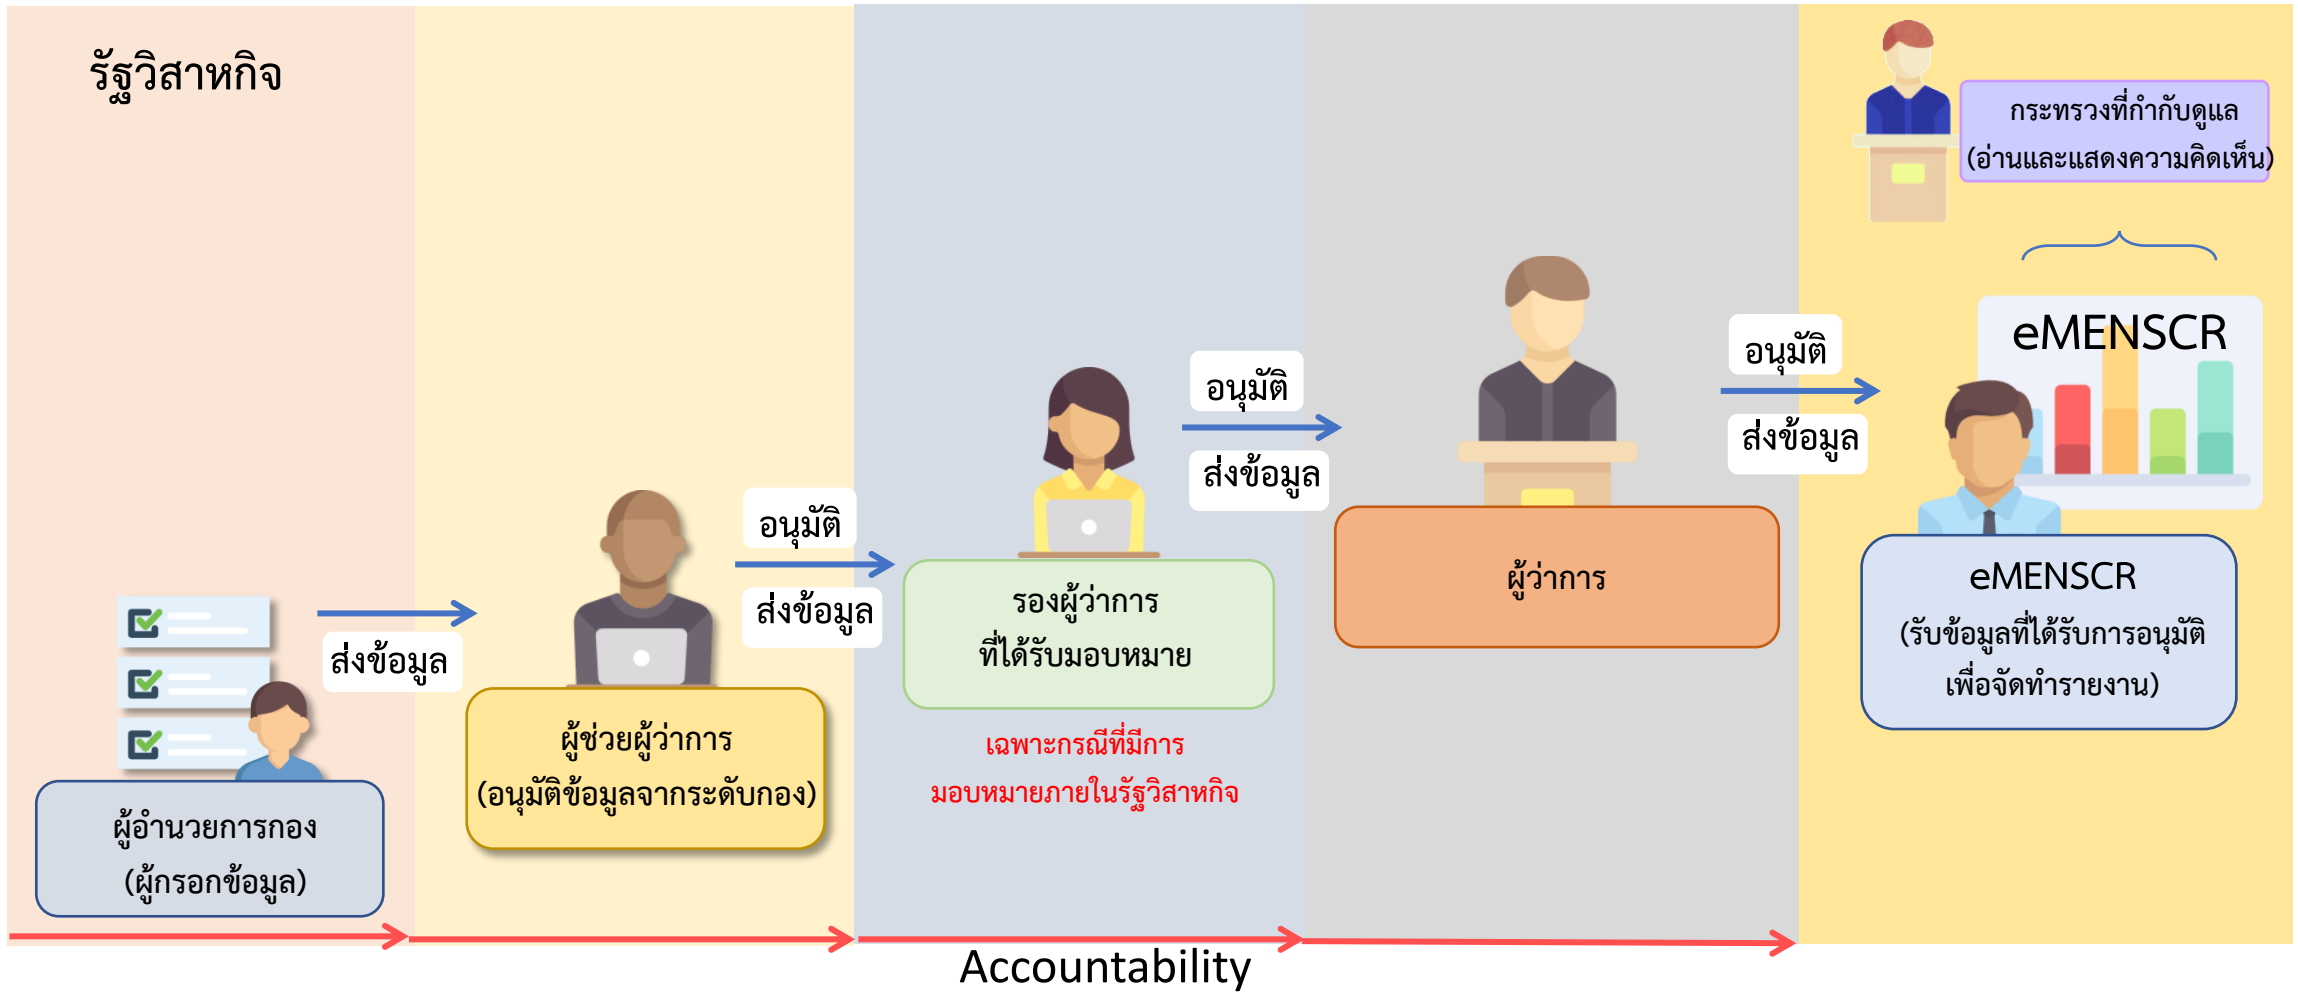 รัฐวิสาหกิจ
กระทรวงที่กำกับดูแล
(อ่านและแสดงความคิดเห็น)
eMENSCR
อนุมัติ
ส่งข้อมูล
อนุมัติ
ส่งข้อมูล
อนุมัติ
ส่งข้อมูล
ส่งข้อมูล
ผู้อำนวยการกอง
(ผู้กรอกข้อมูล)
ผู้ช่วยผู้ว่าการ
(อนุมัติข้อมูลจากระดับกอง)
รองผู้ว่าการ
ที่ได้รับมอบหมาย
เฉพาะกรณีที่มีการ
มอบหมายภายในรัฐวิสาหกิจ
ผู้ว่าการ
eMENSCR
(รับข้อมูลที่ได้รับการอนุมัติ
เพื่อจัดทำรายงาน)
Accountability